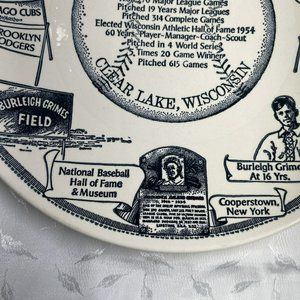 Major League Games
Pitched 19 Years Major Leagues
Pitched 314 Complete Games
Elected Wisconsin Athletic Hall of Fame 1954
60 Years - Player - Manager - Coach - Scout
Pitched in 4 World Series
5 Times 20 Game Winner
Pitched 615 Games
CLEAR LAKE, WISCONSIN
AGO CUBS
BROOKLYN
DODGERS
BURLEIGH GRIMES
FIELD
National Baseball
Hall of Fame
& Museum
Burleigh Grime
At 16 Yrs.
Cooperstown,
New York